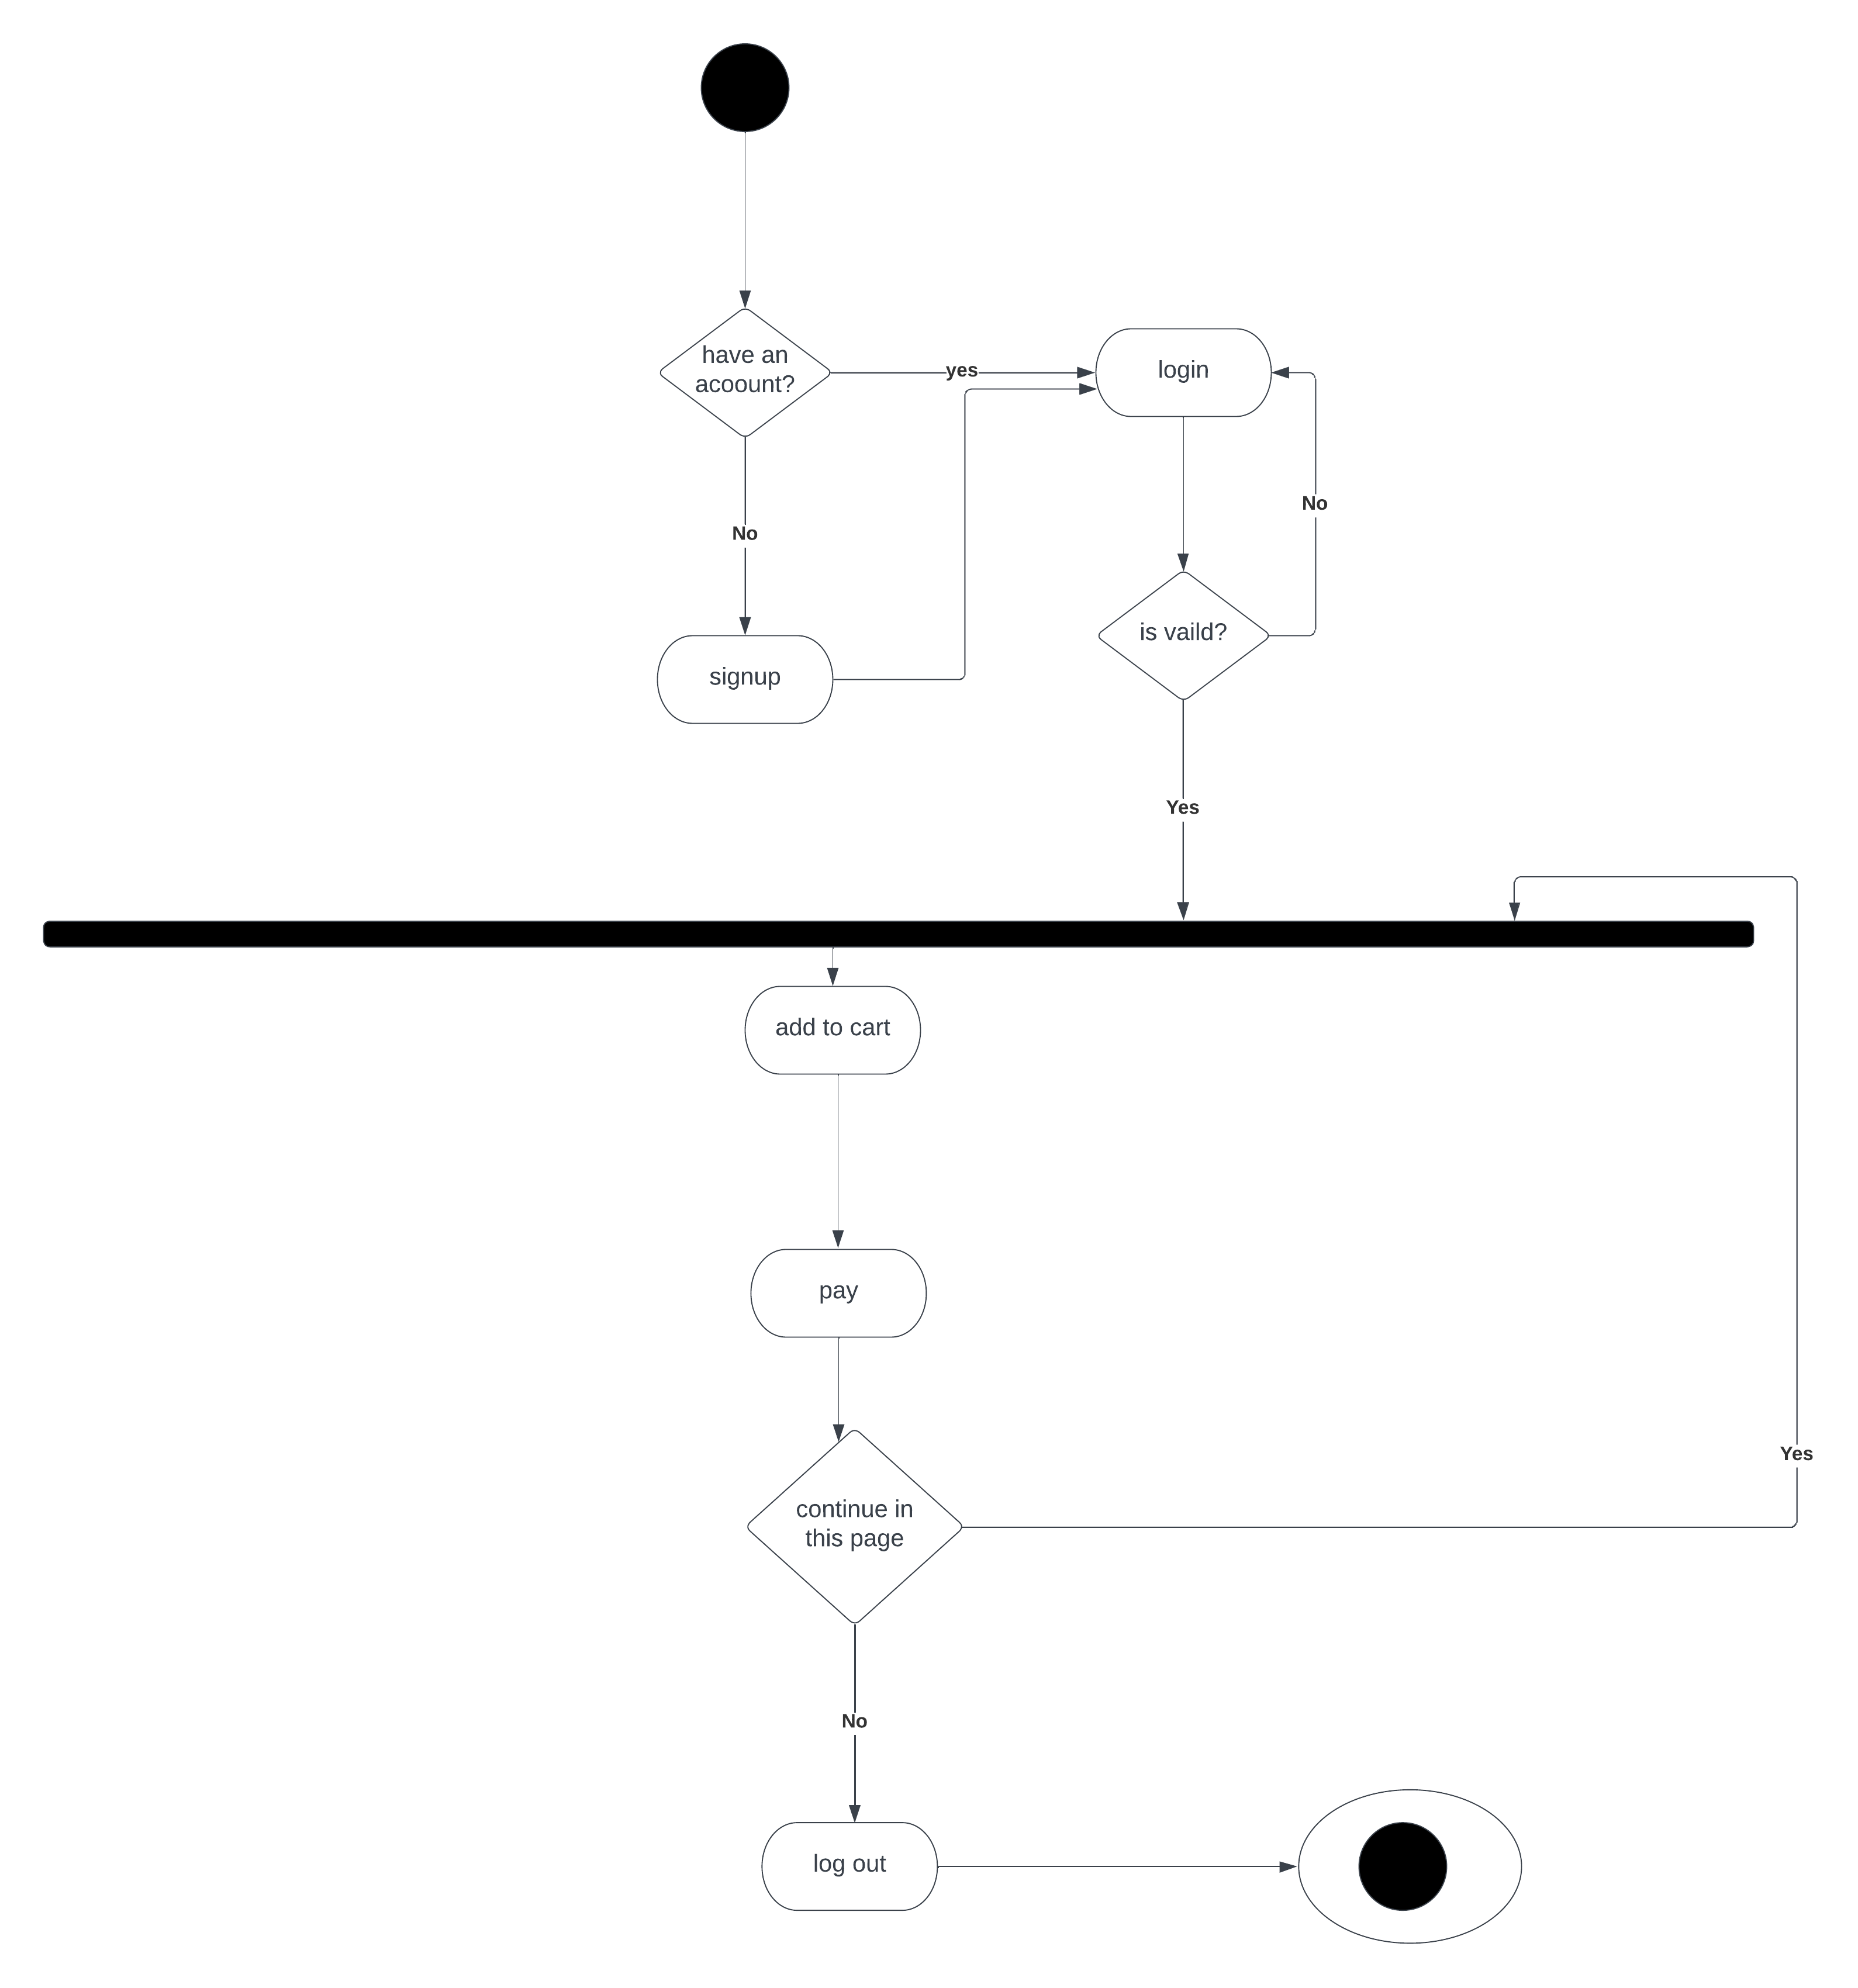 have an
acoount?
yes
login
No
No
signup
is vaild?
Yes
add to cart
pay
Yes
continue in
this page
No
log out